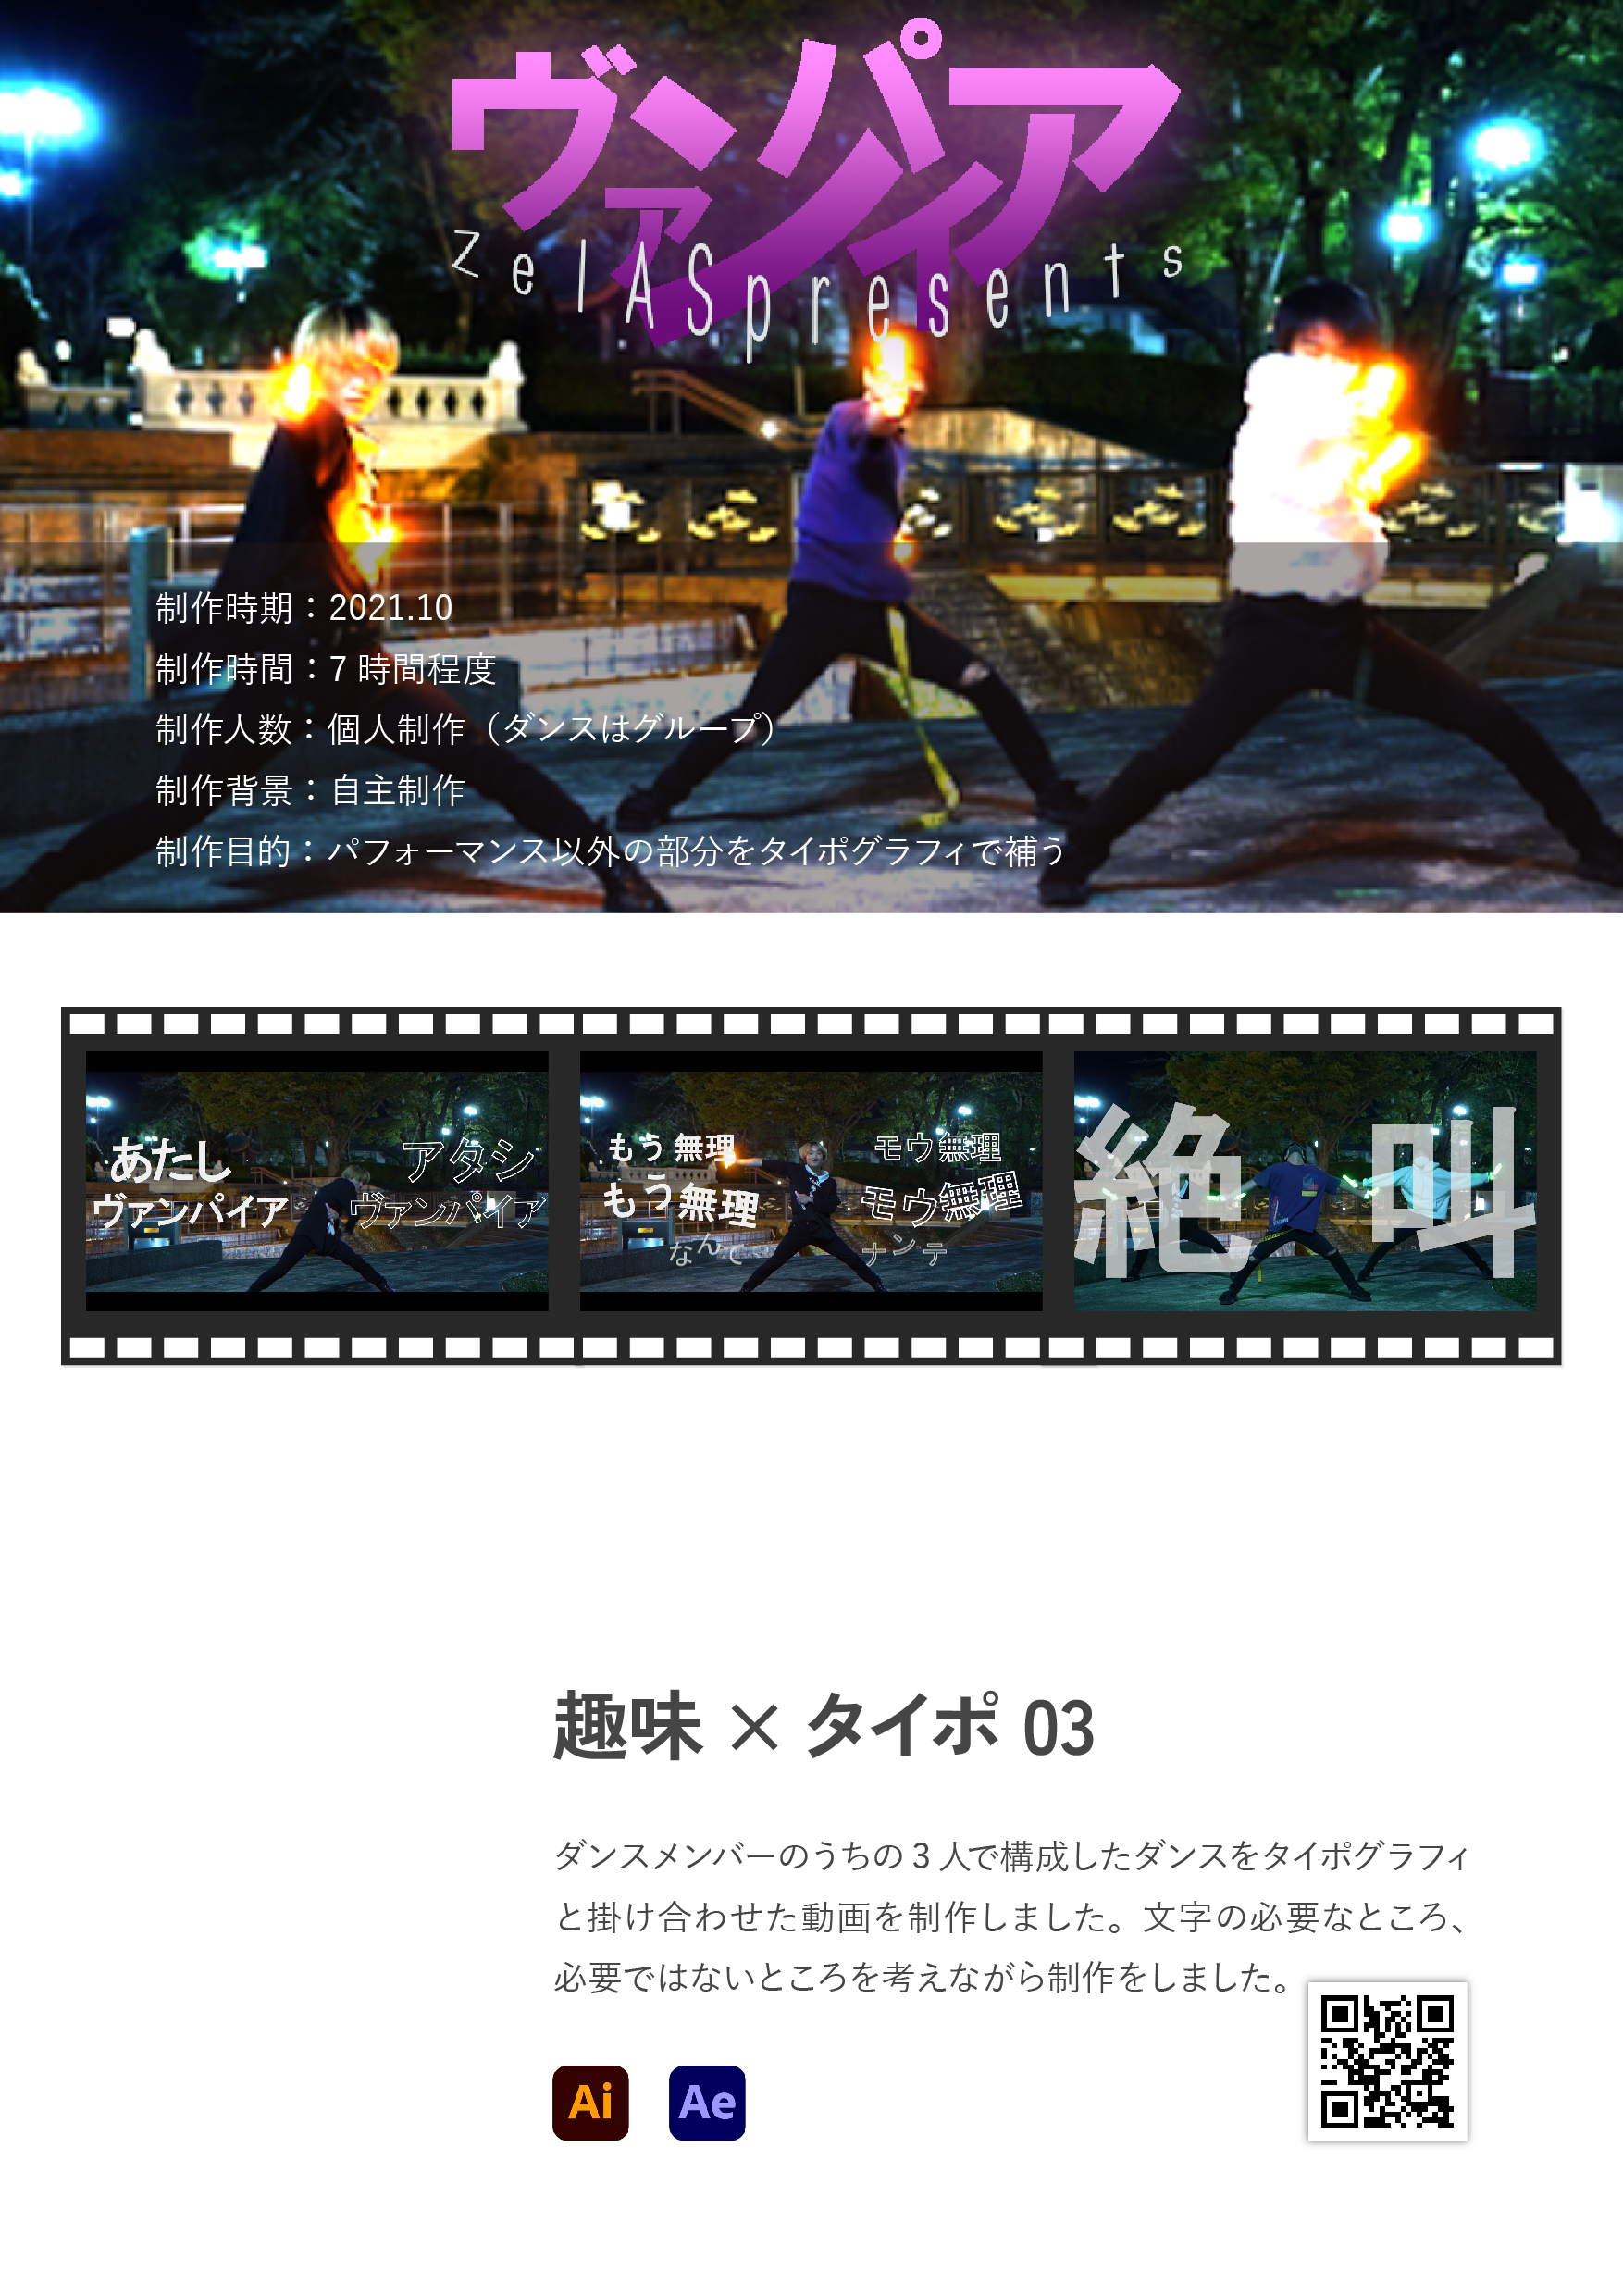 ヴァンパイア
ZelASpresents
制作時期：2021.10
制作時間：7 時間程度
制作人数：個人制作（ダンスはグループ）
制作背景：自主制作
制作目的：パフォーマンス以外の部分をタイポグラフィで補う
あたし
ヴァンパイア
アタシ
ヴァンパイア
もう無理
もう無理
なんて
モウ無理
モウ無理
ナンテ
絶叫
趣味 × タイポ 03
ダンスメンバーのうちの 3 人で構成したダンスをタイポグラフィ
と掛け合わせた動画を制作しました。文字の必要なところ、
必要ではないところを考えながら制作をしました。
Ai
Ae